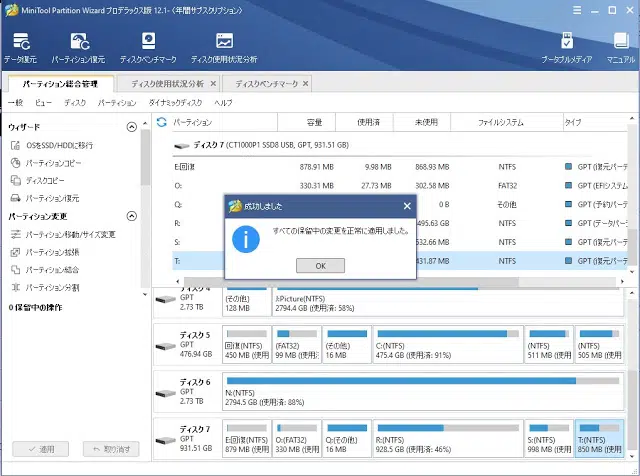 MiniTool Partition Wizard プロデラックス版 12.1-〈年間サブスクリプション〉
データ復元 パーティション復元 ディスクベンチマーク ディスク使用状況分析 ブータブルメディア マニュアル
パーティション総合管理 ディスク使用状況分析 ディスクベンチマーク
一般 ビュー ディスク パーティション ダイナミックディスク ヘルプ
ウィザード
OSをSSD/HDDに移行
パーティションコピー
ディスクコピー
パーティション復元
パーティション変更
パーティション移動/サイズ変更
パーティション拡張
パーティション結合
パーティション分割
0 保留中の操作
適用 取り消す
パーティション 容量 使用済 未使用 ファイルシステム タイプ
ディスク 7 (CT1000P1 SSD8 USB, GPT, 931.51 GB)
E:回復 878.91 MB 9.98 MB 868.93 MB NTFS GPT (復元パーテ
O: 330.31 MB 27.73 MB 302.58 MB FAT32 GPT (EFIシステム
Q: 0 B その他 GPT (予約パーテ
R: 495.63 GB NTFS GPT (データパー
S: 532.66 MB NTFS GPT (復元パーテ
T: 431.87 MB NTFS GPT (復元パーテ
成功しました
すべての保留中の変更を正常に適用しました。
OK
ディスク 4
GPT
2.73 TB
(その他)
128 MB
J:Picture(NTFS)
2794.4 GB (使用済: 58%)
ディスク 5
GPT
476.94 GB
回復(NTFS)
450 MB (使用
(FAT32)
99 MB (使用
(その他)
16 MB
C:(NTFS)
475.4 GB (使用済: 91%)
(NTFS)
511 MB (使用
(NTFS)
505 MB (使用
ディスク 6
GPT
2.73 TB
N:(NTFS)
2794.5 GB (使用済: 88%)
ディスク 7
GPT
931.51 GB
E:回復(NTFS)
879 MB (使用
O:(FAT32)
330 MB (使用
Q:(その他)
16 MB
R:(NTFS)
928.5 GB (使用済: 46%)
S:(NTFS)
998 MB (使用
T:(NTFS)
850 MB (使用